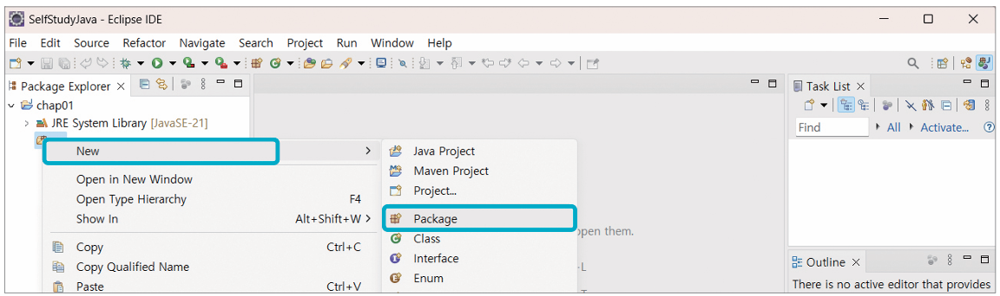 SelfStudyJava - Eclipse IDE
File Edit Source Refactor Navigate Search Project Run Window Help
Package Explorer
chap01
JRE System Library [JavaSE-21]
New
Open in New Window
Open Type Hierarchy F4
Show In Alt+Shift+W
Copy Ctrl+C
Copy Qualified Name
Paste Ctrl+V
Java Project
Maven Project
Project...
Package
Class
Interface
Enum
open them.
-L
Task List
Find All Activate...
Outline
There is no active editor that provides